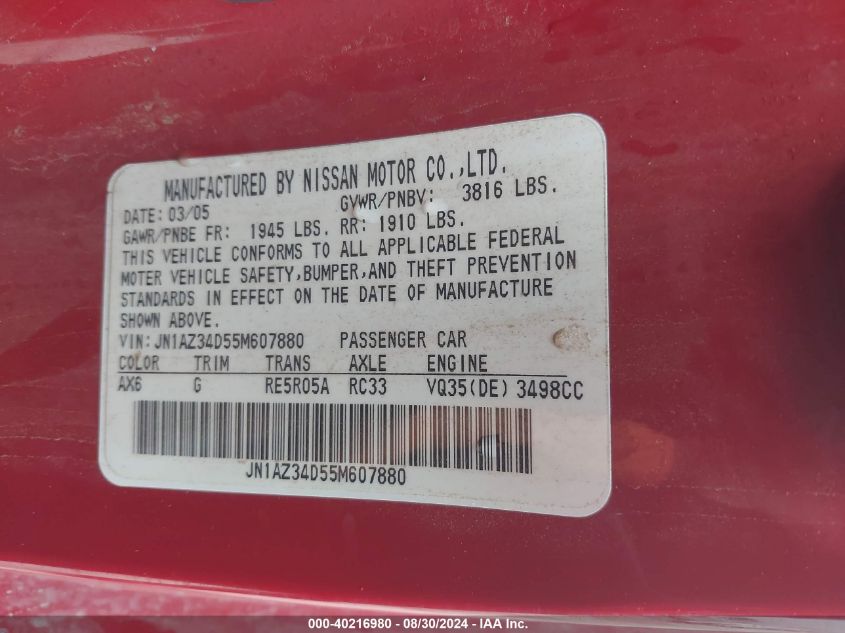 MANUFACTURED BY NISSAN MOTOR CO.,LTD.
DATE: 03/05 GVWR/PNBV: 3816 LBS.
GAWR/PNBE FR: 1945 LBS. RR: 1910 LBS.
THIS VEHICLE CONFORMS TO ALL APPLICABLE FEDERAL
MOTER VEHICLE SAFETY,BUMPER,AND THEFT PREVENTION
STANDARDS IN EFFECT ON THE DATE OF MANUFACTURE
SHOWN ABOVE.
VIN: JN1AZ34D55M607880 PASSENGER CAR
COLOR TRIM TRANS AXLE ENGINE
AX6 G RE5R05A RC33 VQ35(DE) 3498CC
JN1AZ34D55M607880
000-40216980 - 08/30/2024 - IAA Inc.